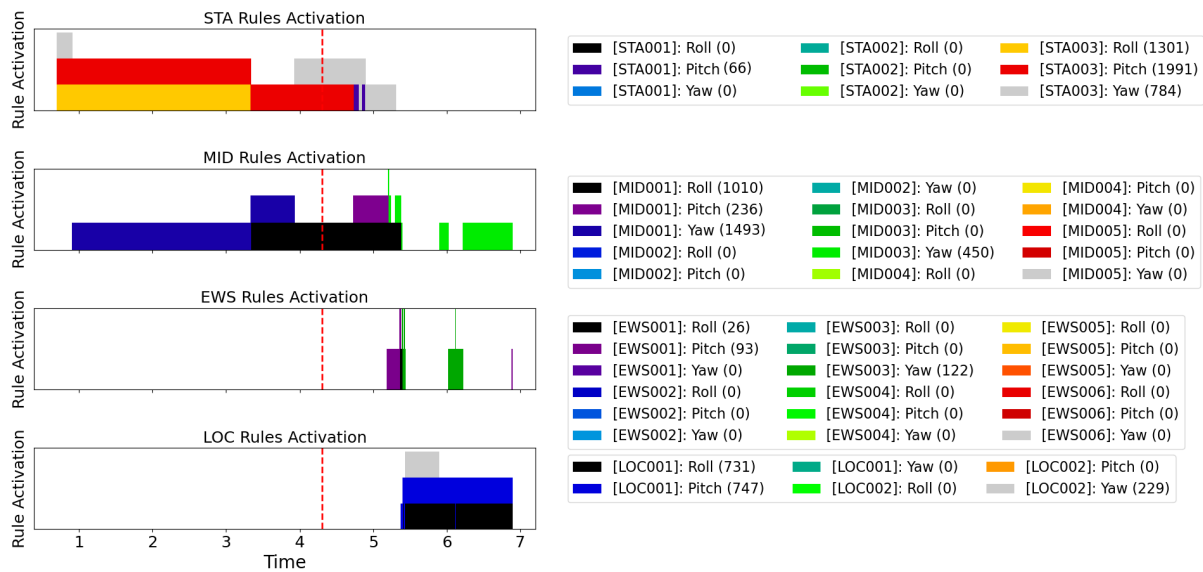 STA Rules Activation
Rule Activation
[STA001]: Roll (0) [STA002]: Roll (0) [STA003]: Roll (1301)
[STA001]: Pitch (66) [STA002]: Pitch (0) [STA003]: Pitch (1991)
[STA001]: Yaw (0) [STA002]: Yaw (0) [STA003]: Yaw (784)
MID Rules Activation
Rule Activation
[MID001]: Roll (1010) [MID002]: Yaw (0) [MID004]: Pitch (0)
[MID001]: Pitch (236) [MID003]: Roll (0) [MID004]: Yaw (0)
[MID001]: Yaw (1493) [MID003]: Pitch (0) [MID005]: Roll (0)
[MID002]: Roll (0) [MID003]: Yaw (450) [MID005]: Pitch (0)
[MID002]: Pitch (0) [MID004]: Roll (0) [MID005]: Yaw (0)
EWS Rules Activation
Rule Activation
[EWS001]: Roll (26) [EWS003]: Roll (0) [EWS005]: Roll (0)
[EWS001]: Pitch (93) [EWS003]: Pitch (0) [EWS005]: Pitch (0)
[EWS001]: Yaw (0) [EWS003]: Yaw (122) [EWS005]: Yaw (0)
[EWS002]: Roll (0) [EWS004]: Roll (0) [EWS006]: Roll (0)
[EWS002]: Pitch (0) [EWS004]: Pitch (0) [EWS006]: Pitch (0)
[EWS002]: Yaw (0) [EWS004]: Yaw (0) [EWS006]: Yaw (0)
LOC Rules Activation
Rule Activation
[LOC001]: Roll (731) [LOC001]: Yaw (0) [LOC002]: Pitch (0)
[LOC001]: Pitch (747) [LOC002]: Roll (0) [LOC002]: Yaw (229)
1 2 3 4 5 6 7
Time